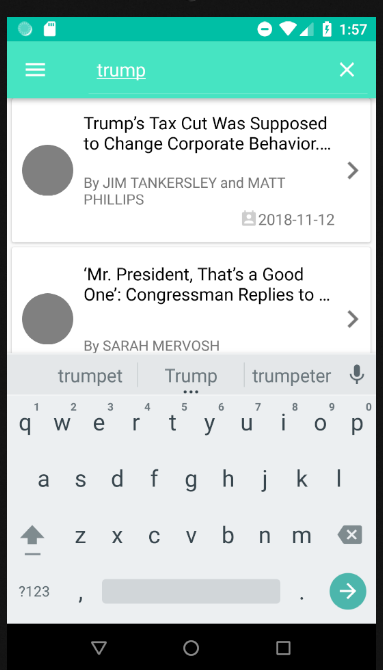 1:57
trump
Trump's Tax Cut Was Supposed
to Change Corporate Behavior....
By JIM TANKERSLEY and MATT
PHILLIPS
2018-11-12
‘Mr. President, That’s a Good
One’: Congressman Replies to ...
By SARAH MERVOSH
trumpet Trump trumpeter
1 2 3 4 5 6 7 8 9 0
q w e r t y u i o p
a s d f g h j k l
z x c v b n m
?123 , .